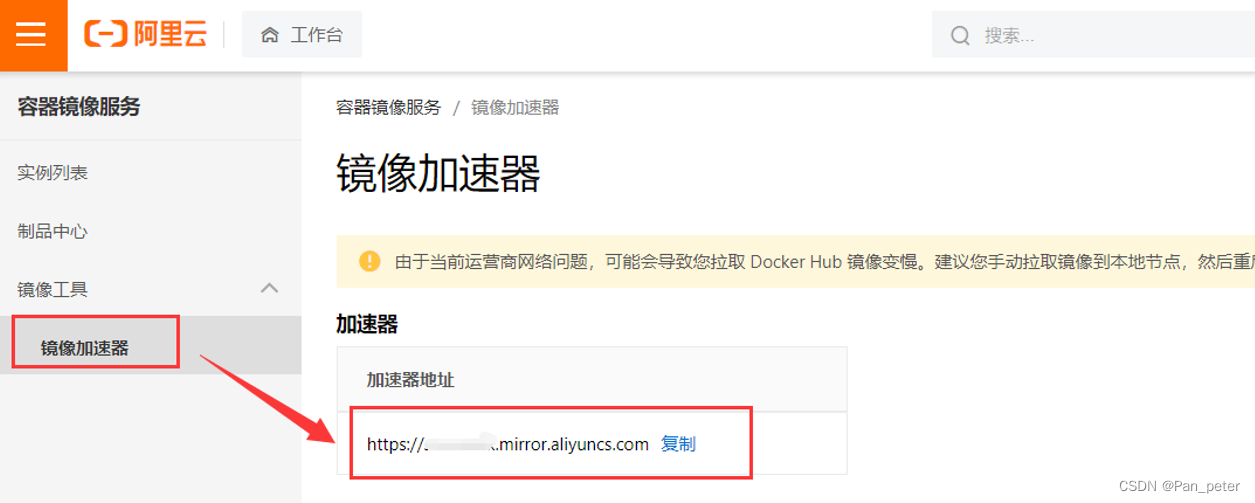 阿里云
工作台
搜索...
容器镜像服务
容器镜像服务 / 镜像加速器
实例列表
镜像加速器
制品中心
由于当前运营商网络问题，可能会导致您拉取 Docker Hub 镜像变慢。建议您手动拉取镜像到本地节点，然后重
镜像工具
加速器
镜像加速器
加速器地址
https://.mirror.aliyuncs.com 复制
CSDN @Pan_peter